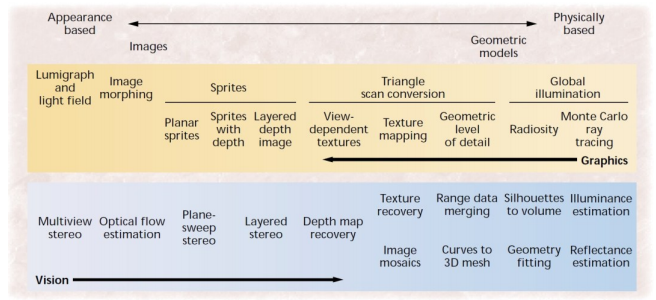 Appearance
based
Physically
based
Images
Geometric
models
Lumigraph
and
light field
Image
morphing
Sprites
Planar
sprites
Sprites
with
depth
Layered
depth
image
Triangle
scan conversion
View-
dependent
textures
Texture
mapping
Geometric
level
of detail
Global
illumination
Radiosity
Monte Carlo
ray
tracing
Graphics
Multiview
stereo
Optical flow
estimation
Plane-
sweep
stereo
Layered
stereo
Depth map
recovery
Texture
recovery
Range data
merging
Silhouettes
to volume
Illuminance
estimation
Image
mosaics
Curves to
3D mesh
Geometry
fitting
Reflectance
estimation
Vision